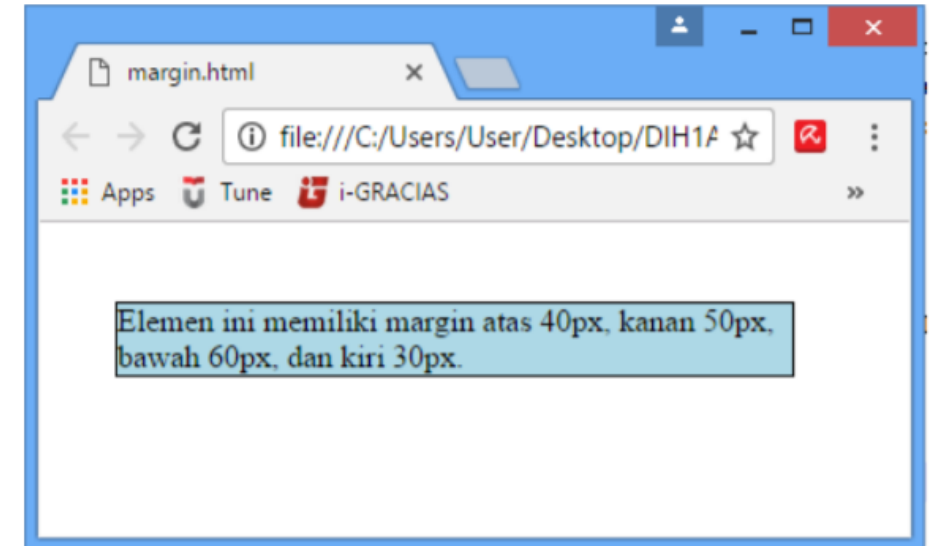 margin.html
file:///C:/Users/User/Desktop/DIH1A
Apps Tune i-GRACIAS
Elemen ini memiliki margin atas 40px, kanan 50px,
bawah 60px, dan kiri 30px.